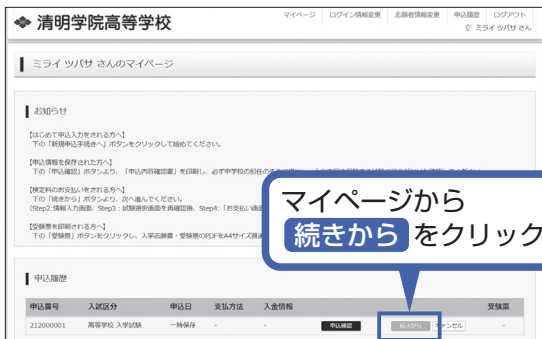 清明学院高等学校
マイページ ログイン情報変更 志願者情報変更 申込履歴 ログアウト
ミライ ツバサ さん
ミライ ツバサ さんのマイページ
お知らせ
【はじめて申込入力をされる方へ】
下の「新規申込手続きへ」ボタンをクリックして始めてください。
【申込情報を保存された方へ】
下の「申込確認」ボタンより、「申込内容確認書」を印刷し、必ず中学校の担任の
【検定料のお支払いをされる方へ】
下の「続きから」ボタンより、次へ進んでください。
(Step2:情報入力画面、Step3:試験選択画面を再確認後、Step4:「お支払い画面
【受験票を印刷される方へ】
下の「受験票」ボタンをクリックし、入学志願書・受験票のPDFをA4サイズ普通
マイページから
続きから をクリック
申込履歴
申込番号 入試区分 申込日 支払方法 入金情報 受験票
212000001 高等学校 入学試験 一時保存 - - 申込確認 続きから キャンセル -